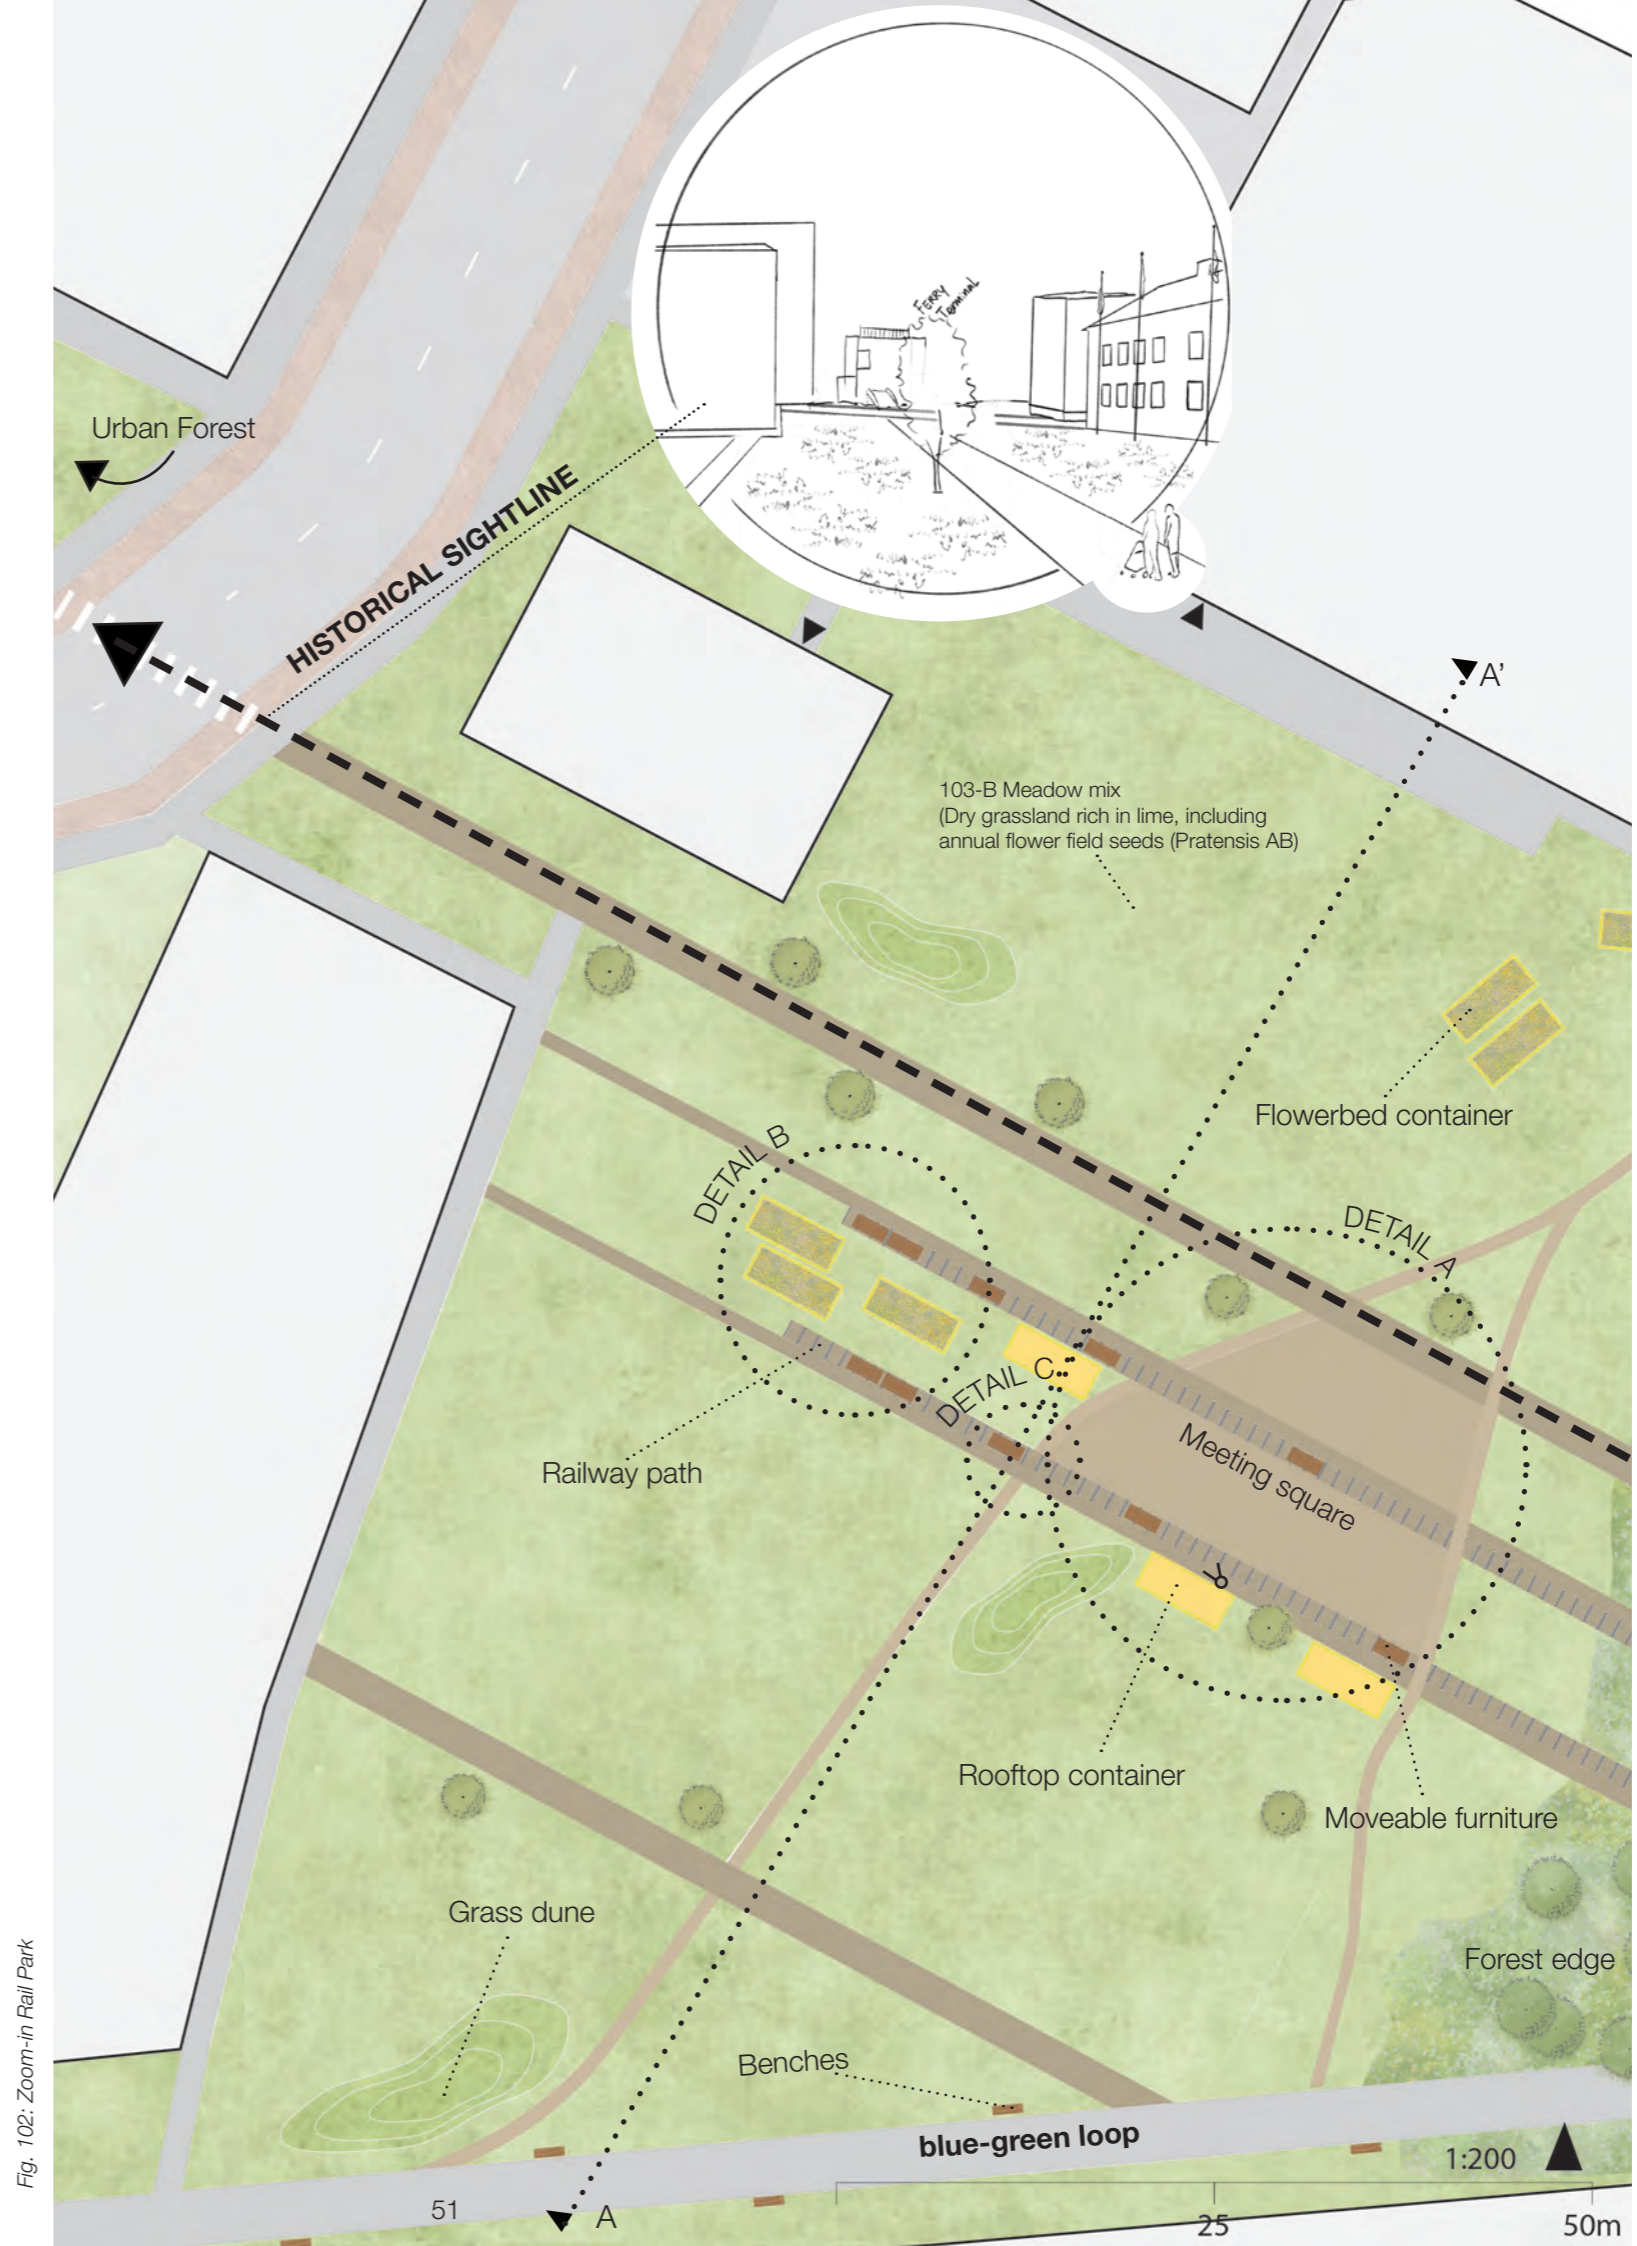 FERRY
Terminal
Urban Forest
HISTORICAL SIGHTLINE
A’
103-B Meadow mix
(Dry grassland rich in lime, including
annual flower field seeds (Pratensis AB)
Flowerbed container
DETAIL B
DETAIL A
DETAIL C
Meeting square
Railway path
Rooftop container
Moveable furniture
Grass dune
Forest edge
Benches
blue-green loop
1:200
51
A
25
50m
Fig. 102: Zoom-in Rail Park